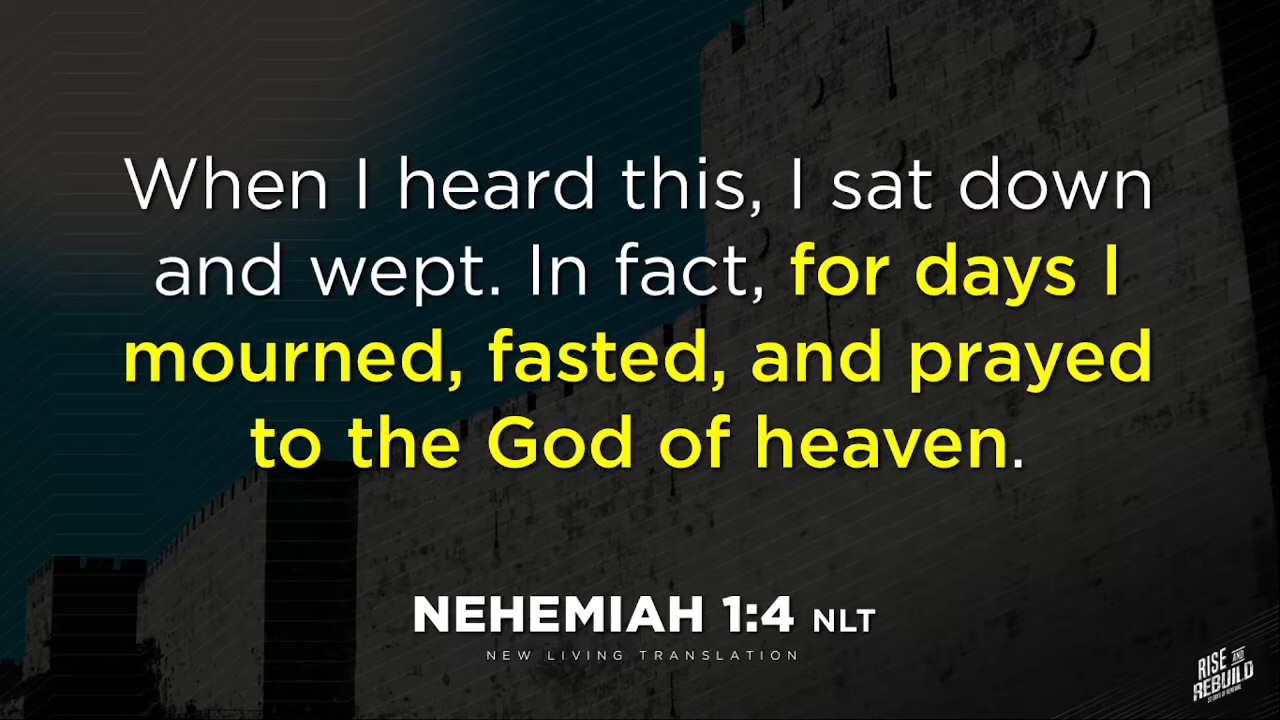 When I heard this, I sat down
and wept. In fact, for days I
mourned, fasted, and prayed
to the God of heaven.
NEHEMIAH 1:4 NLT
NEW LIVING TRANSLATION
RISE AND
REBUILD